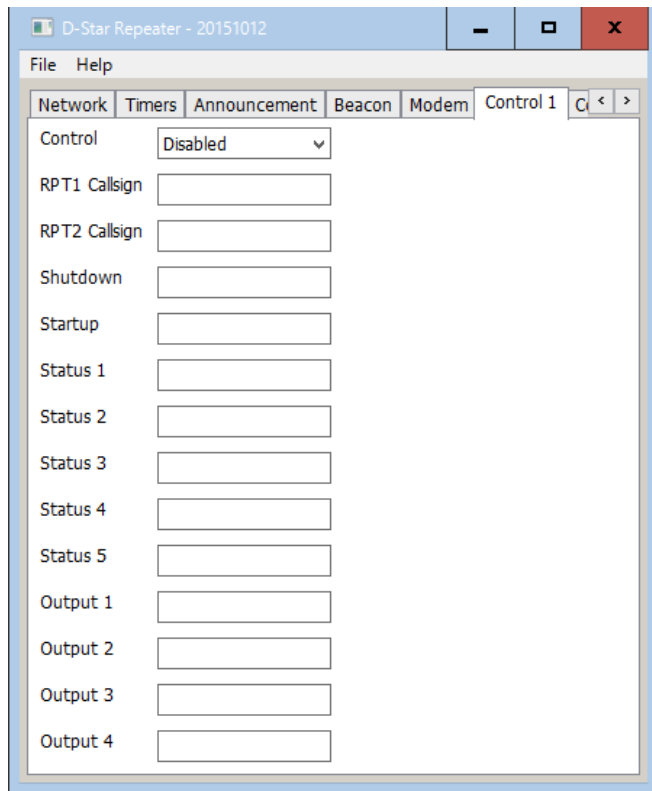 D-Star Repeater - 20151012
File Help
Network Timers Announcement Beacon Modem Control 1
Control Disabled
RPT1 Callsign
RPT2 Callsign
Shutdown
Startup
Status 1
Status 2
Status 3
Status 4
Status 5
Output 1
Output 2
Output 3
Output 4